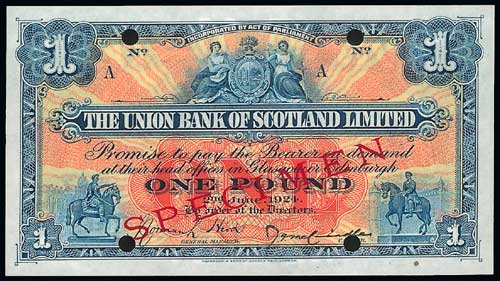 INCORPORATED BY ACT OF PARLIAMENT
1 No No 1
A A
THE UNION BANK OF SCOTLAND LIMITED
Promise to pay the Bearer on demand
at their head offices in Glasgow or Edinburgh
ONE POUND
2nd June, 1924.
By order of the Directors.
SPECIMEN
GENERAL MANAGER
1 1